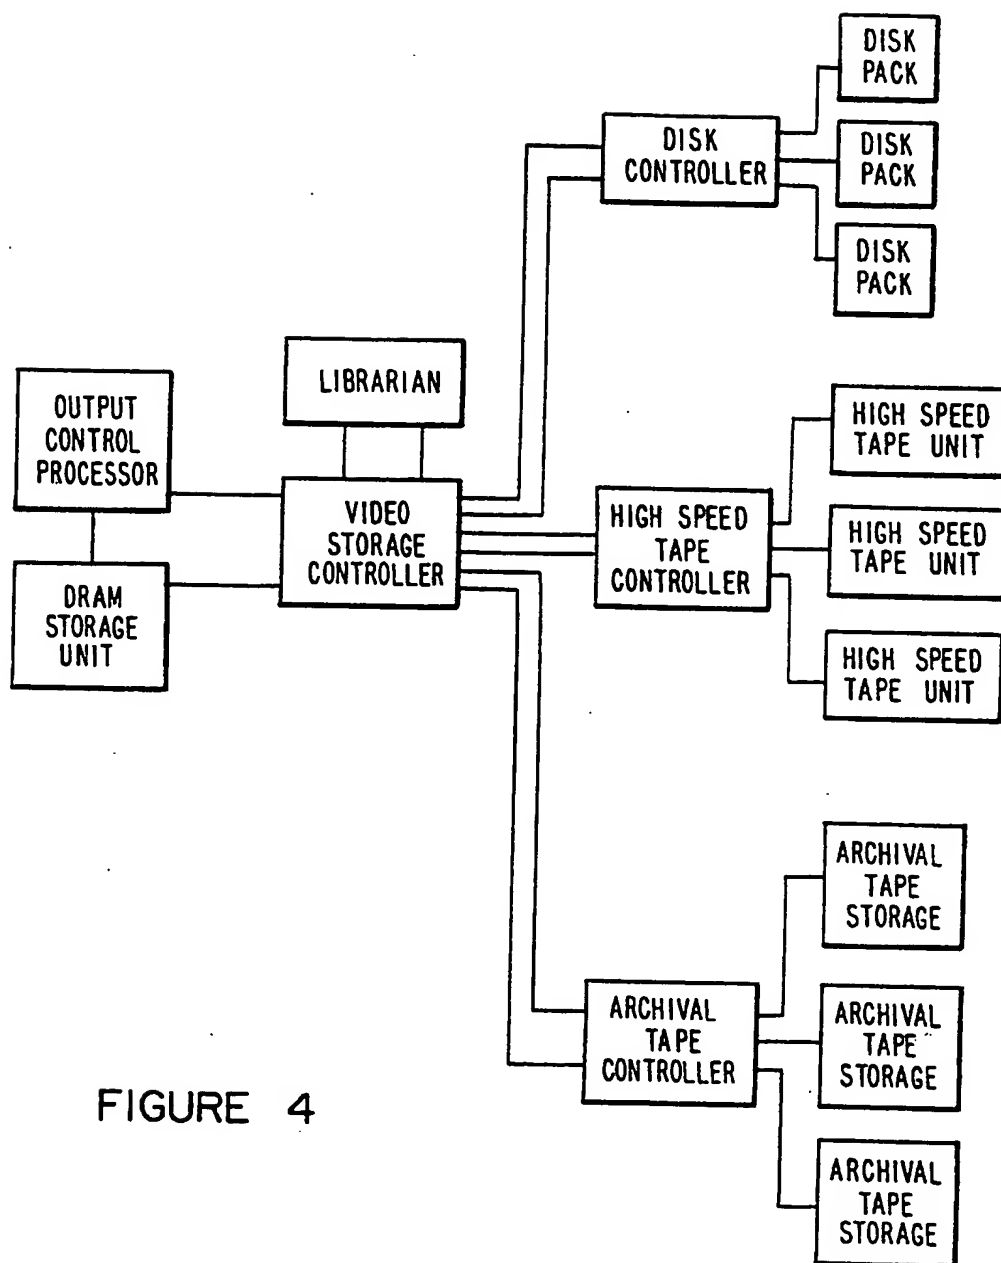 DISK
PACK
DISK
CONTROLLER
DISK
PACK
DISK
PACK
LIBRARIAN
OUTPUT
CONTROL
PROCESSOR
HIGH SPEED
TAPE UNIT
VIDEO
STORAGE
CONTROLLER
HIGH SPEED
TAPE
CONTROLLER
HIGH SPEED
TAPE UNIT
DRAM
STORAGE
UNIT
HIGH SPEED
TAPE UNIT
ARCHIVAL
TAPE
STORAGE
ARCHIVAL
TAPE
CONTROLLER
ARCHIVAL
TAPE
STORAGE
FIGURE 4
ARCHIVAL
TAPE
STORAGE